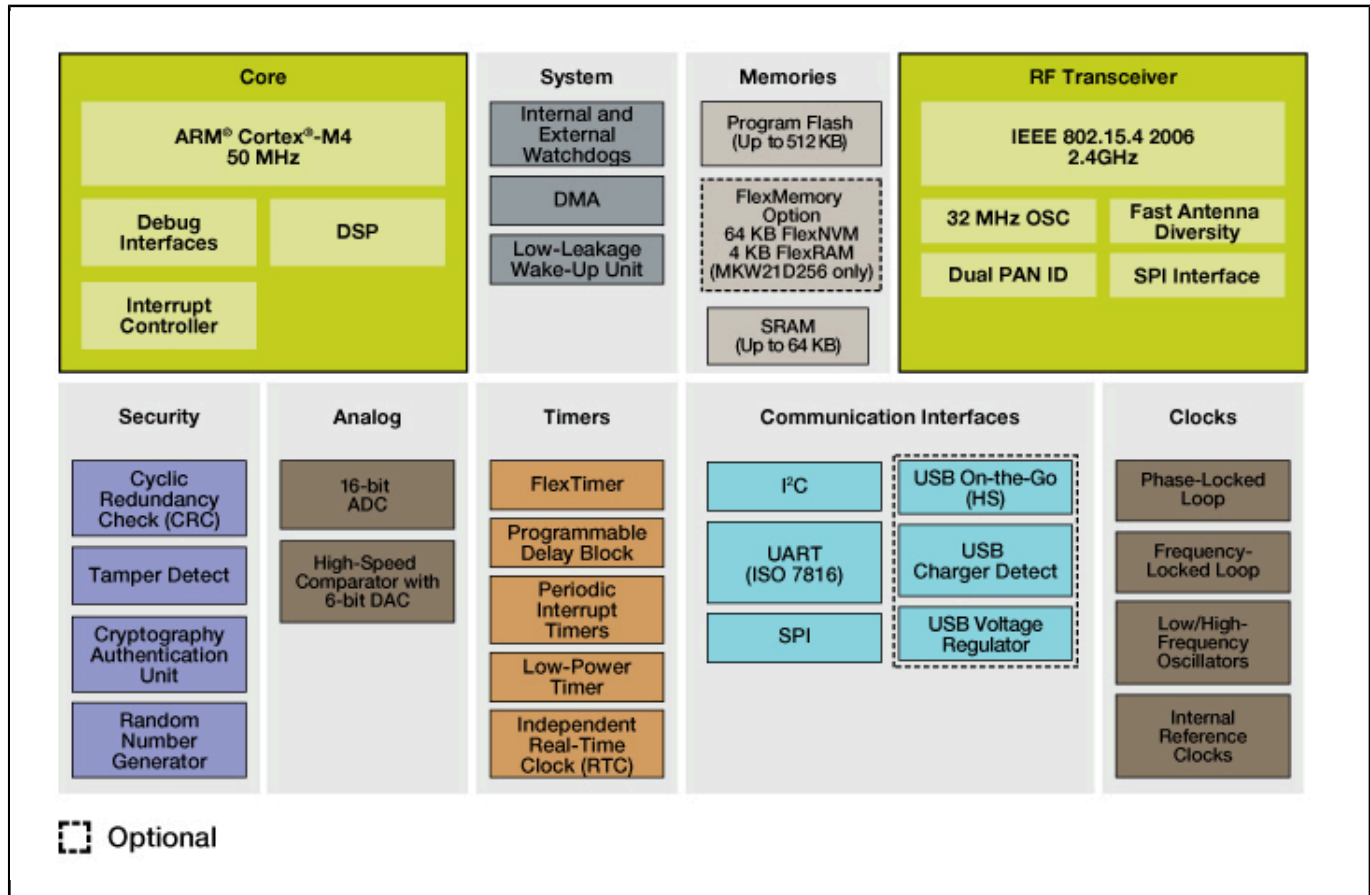 Core
ARM® Cortex®-M4
50 MHz
Debug
Interfaces
DSP
Interrupt
Controller
System
Internal and
External
Watchdogs
DMA
Low-Leakage
Wake-Up Unit
Memories
Program Flash
(Up to 512 KB)
FlexMemory
Option
64 KB FlexNVM
4 KB FlexRAM
(MKW21D256 only)
SRAM
(Up to 64 KB)
RF Transceiver
IEEE 802.15.4 2006
2.4GHz
32 MHz OSC
Fast Antenna
Diversity
Dual PAN ID
SPI Interface
Security
Cyclic
Redundancy
Check (CRC)
Tamper Detect
Cryptography
Authentication
Unit
Random
Number
Generator
Analog
16-bit
ADC
High-Speed
Comparator with
6-bit DAC
Timers
FlexTimer
Programmable
Delay Block
Periodic
Interrupt
Timers
Low-Power
Timer
Independent
Real-Time
Clock (RTC)
Communication Interfaces
I²C
UART
(ISO 7816)
SPI
USB On-the-Go
(HS)
USB
Charger Detect
USB Voltage
Regulator
Clocks
Phase-Locked
Loop
Frequency-
Locked Loop
Low/High-
Frequency
Oscillators
Internal
Reference
Clocks
Optional